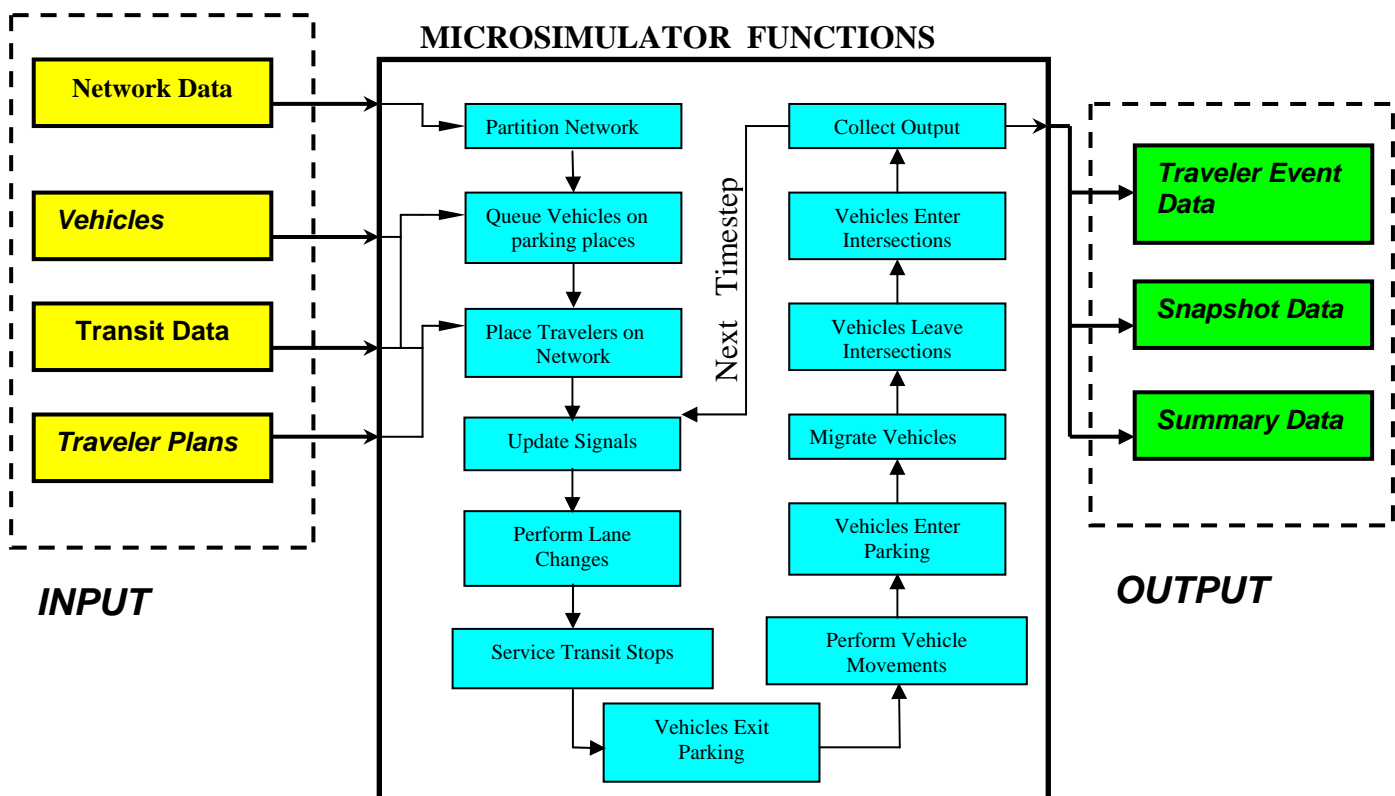 MICROSIMULATOR FUNCTIONS
Network Data
Vehicles
Transit Data
Traveler Plans
INPUT
Partition Network
Queue Vehicles on
parking places
Place Travelers on
Network
Update Signals
Perform Lane
Changes
Service Transit Stops
Vehicles Exit
Parking
Perform Vehicle
Movements
Vehicles Enter
Parking
Migrate Vehicles
Vehicles Leave
Intersections
Vehicles Enter
Intersections
Collect Output
Next Timestep
Traveler Event
Data
Snapshot Data
Summary Data
OUTPUT